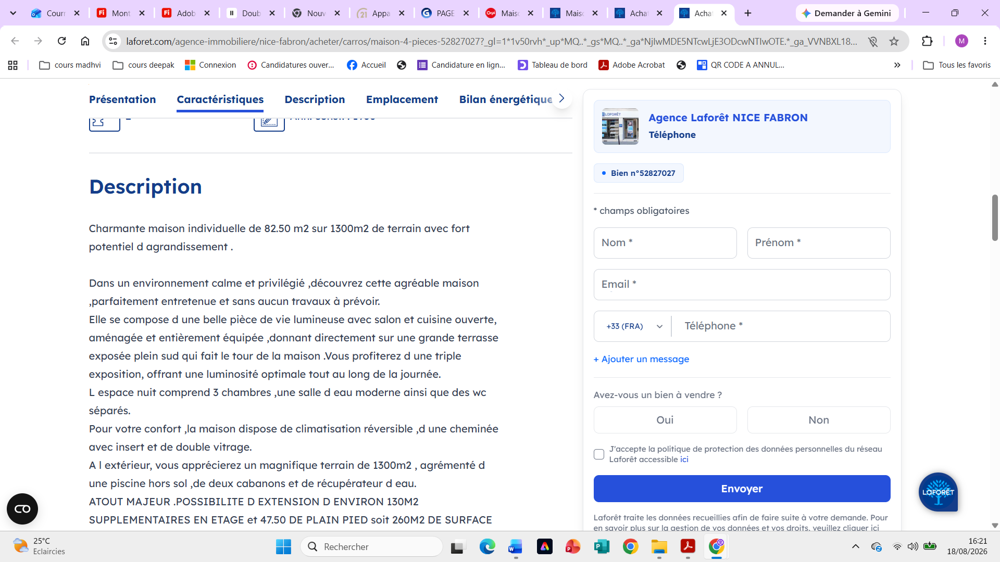 Courr
Mont
Adob
Doub
Nouv
Appa
PAGE
Maiso
Maiso
Achat
Achat
Demander à Gemini
laforet.com/agence-immobiliere/nice-fabron/acheter/carros/maison-4-pieces-52827027?_gl=1*1v50rvh*_up*MQ..*_gs*MQ..*_ga*NjIwMDE5NTcwLjE3ODcwNTIwOTE.*_ga_VVNBXL18...
M
cours madhvi
cours deepak
Connexion
Candidatures ouver...
Accueil
Candidature en lign...
Tableau de bord
Adobe Acrobat
QR CODE A ANNUL...
Tous les favoris
Présentation
Caractéristiques
Description
Emplacement
Bilan énergétique
Description
Charmante maison individuelle de 82.50 m2 sur 1300m2 de terrain avec fort
potentiel d agrandissement .
Dans un environnement calme et privilégié ,découvrez cette agréable maison
,parfaitement entretenue et sans aucun travaux à prévoir.
Elle se compose d une belle pièce de vie lumineuse avec salon et cuisine ouverte,
aménagée et entièrement équipée ,donnant directement sur une grande terrasse
exposée plein sud qui fait le tour de la maison .Vous profiterez d une triple
exposition, offrant une luminosité optimale tout au long de la journée.
L espace nuit comprend 3 chambres ,une salle d eau moderne ainsi que des wc
séparés.
Pour votre confort ,la maison dispose de climatisation réversible ,d une cheminée
avec insert et de double vitrage.
A l extérieur, vous apprécierez un magnifique terrain de 1300m2 , agrémenté d
une piscine hors sol ,de deux cabanons et de récupérateur d eau.
ATOUT MAJEUR .POSSIBILITE D EXTENSION D ENVIRON 130M2
SUPPLEMENTAIRES EN ETAGE et 47.50 DE PLAIN PIED soit 260M2 DE SURFACE
LAFORÊT
Agence Laforêt NICE FABRON
Téléphone
Bien n°52827027
* champs obligatoires
Nom *
Prénom *
Email *
+33 (FRA)
Téléphone *
+ Ajouter un message
Avez-vous un bien à vendre ?
Oui
Non
J'accepte la politique de protection des données personnelles du réseau
Laforêt accessible ici
Envoyer
Laforêt traite les données recueillies afin de faire suite à votre demande. Pour
en savoir plus sur la gestion de vos données et vos droits, veuillez cliquer ici
LAFORÊT
25°C
Eclaircies
Rechercher
16:21
18/08/2026